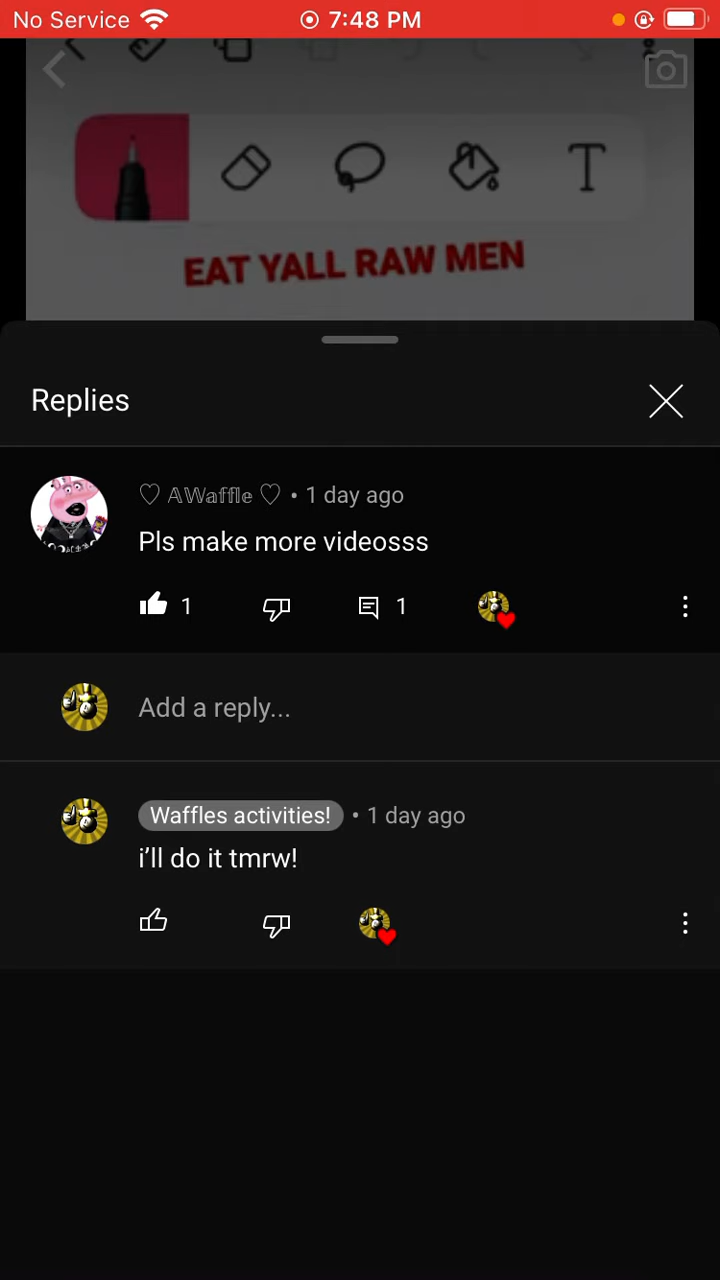 No Service 7:48 PM
T
EAT YALL RAW MEN
Replies
♡ 𝔸𝕎𝕒𝕗𝕗𝕝𝕖 ♡ • 1 day ago
Pls make more videosss
1 1
Add a reply...
Waffles activities! • 1 day ago
i’ll do it tmrw!